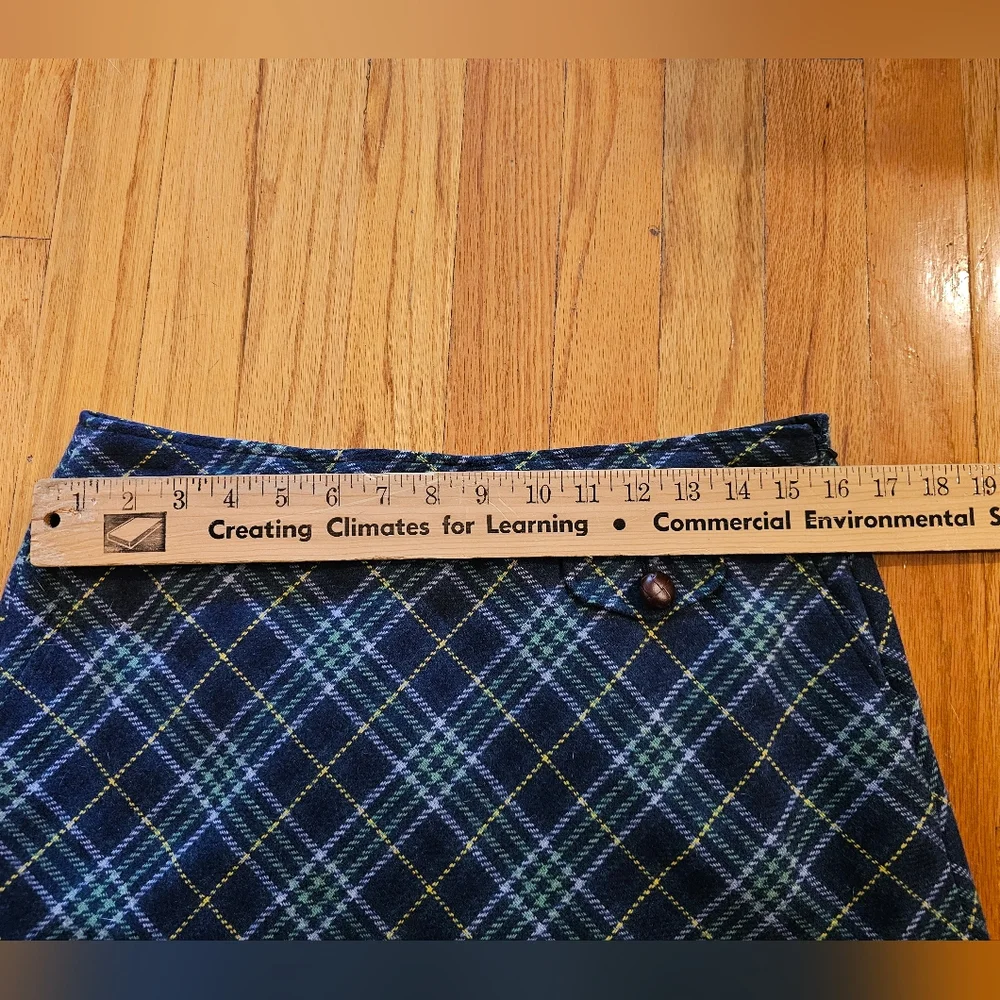 1 2 3 4 5 6 7 8 9 10 11 12 13 14 15 16 17 18 19
Creating Climates for Learning • Commercial Environmental S